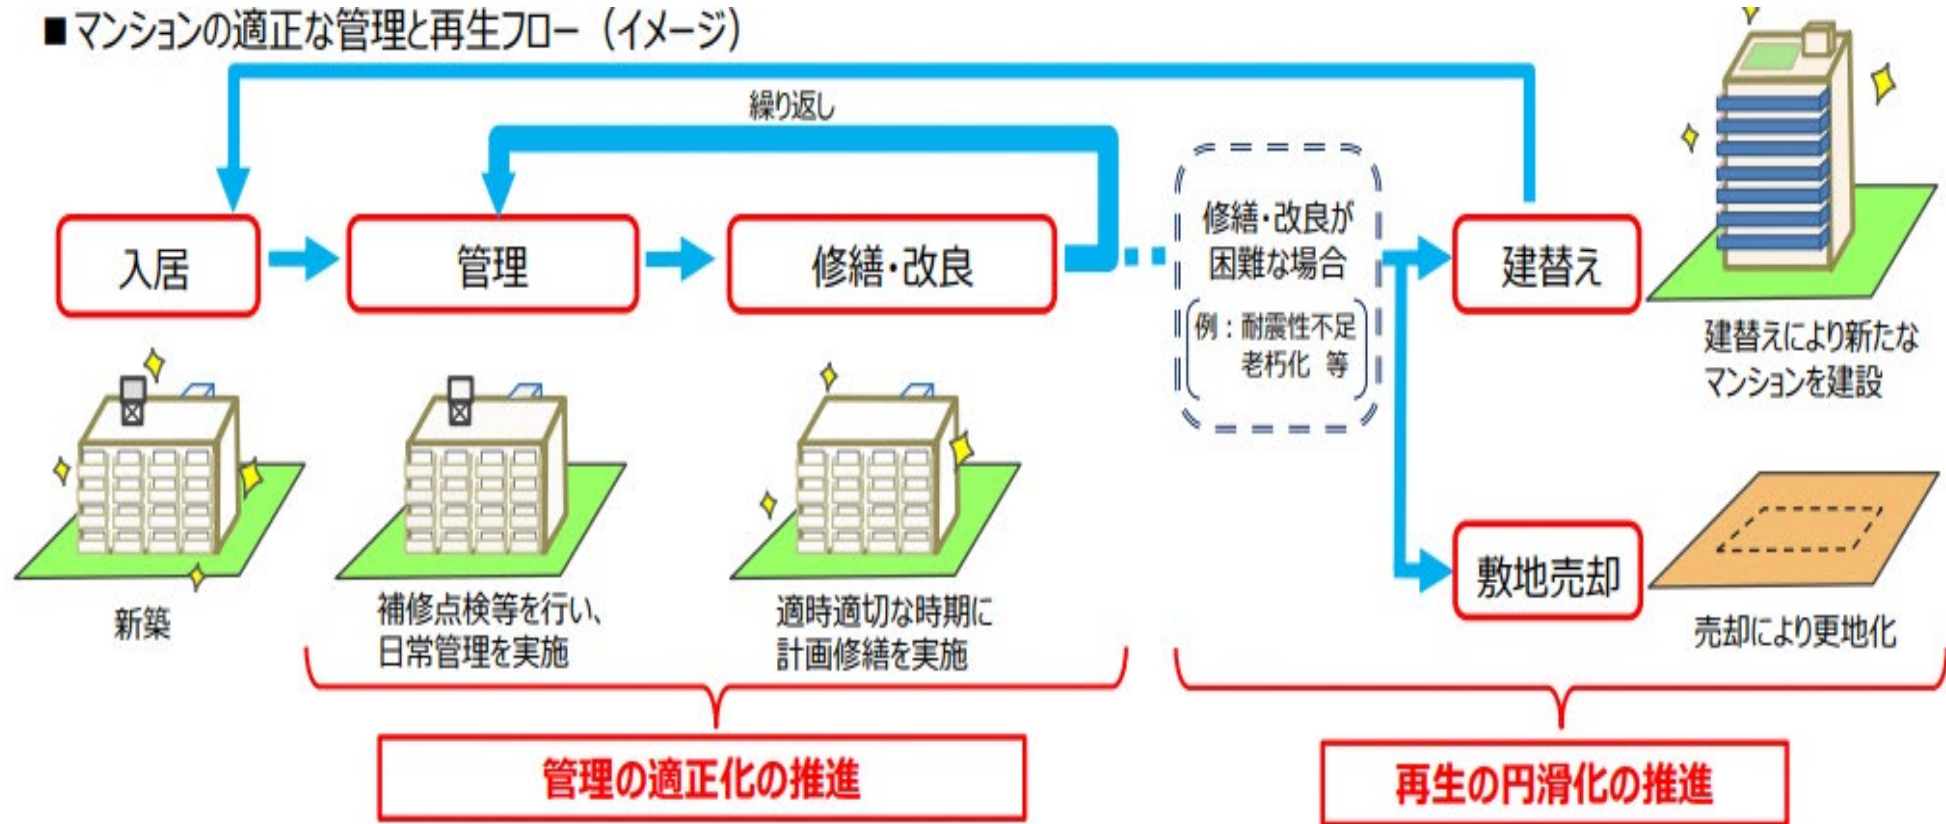 ■マンションの適正な管理と再生フロー（イメージ）
繰り返し
入居
管理
修繕・改良
修繕・改良が
困難な場合
例：耐震性不足
老朽化 等
建替え
建替えにより新たな
マンションを建設
敷地売却
売却により更地化
新築
補修点検等を行い、
日常管理を実施
適時適切な時期に
計画修繕を実施
管理の適正化の推進
再生の円滑化の推進